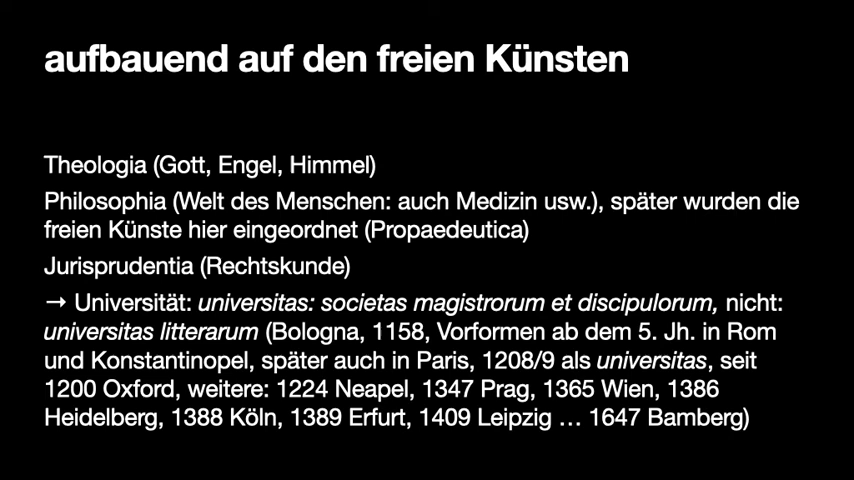 aufbauend auf den freien Künsten
Theologia (Gott, Engel, Himmel)
Philosophia (Welt des Menschen: auch Medizin usw.), später wurden die
freien Künste hier eingeordnet (Propaedeutica)
Jurisprudentia (Rechtskunde)
→ Universität: universitas: societas magistrorum et discipulorum, nicht:
universitas litterarum (Bologna, 1158, Vorformen ab dem 5. Jh. in Rom
und Konstantinopel, später auch in Paris, 1208/9 als universitas, seit
1200 Oxford, weitere: 1224 Neapel, 1347 Prag, 1365 Wien, 1386
Heidelberg, 1388 Köln, 1389 Erfurt, 1409 Leipzig … 1647 Bamberg)